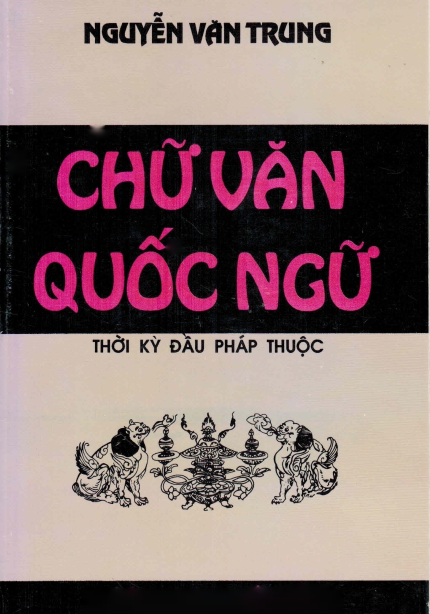 NGUYỄN VĂN TRUNG
CHỮ VĂN
QUỐC NGỮ
THỜI KỲ ĐẦU PHÁP THUỘC